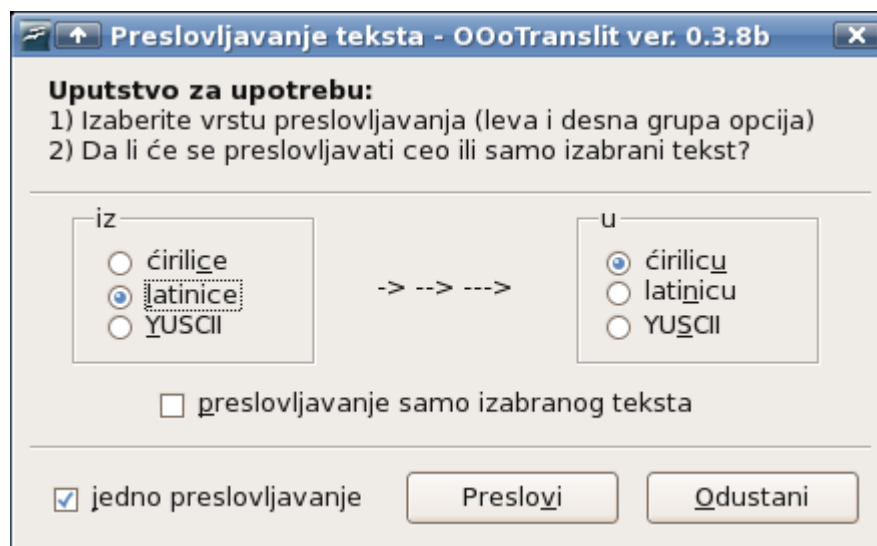 Preslovljavanje teksta - OOoTranslit ver. 0.3.8b
Uputstvo za upotrebu:
1) Izaberite vrstu preslovljavanja (leva i desna grupa opcija)
2) Da li će se preslovljavati ceo ili samo izabrani tekst?
iz
ćirilice
latinice
YUSCII
-> --> --->
u
ćirilicu
latinicu
YUSCII
preslovljavanje samo izabranog teksta
jedno preslovljavanje
Preslovi
Odustani